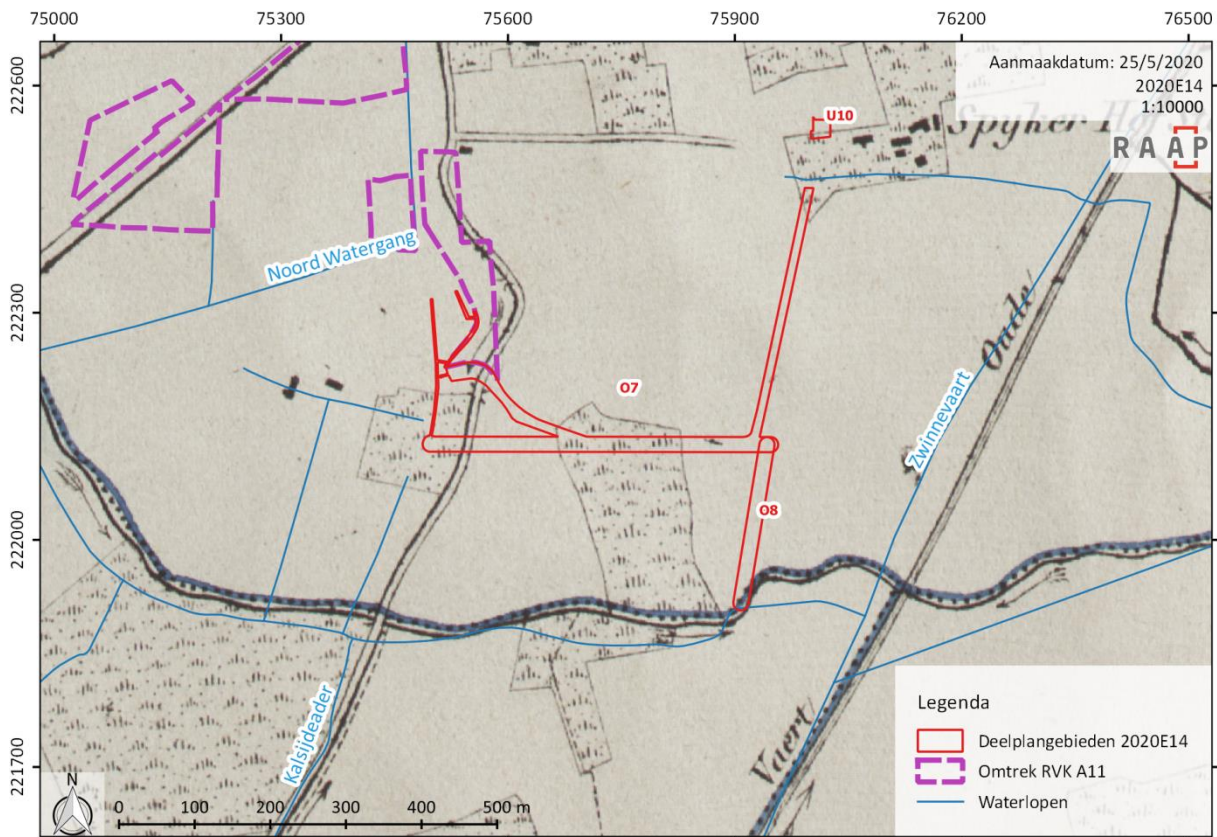 75000 75300 75600 75900 76200 76500
222600
222300
222000
221700
Aanmaakdatum: 25/5/2020
2020E14
1:10000
RAAP
U10
Spyker Hof
Noord Watergang
O7
O8
Oude
Zwinnevaart
Vaert
Kalsijdeader
N
0 100 200 300 400 500 m
Legenda
Deelplangebieden 2020E14
Omtrek RVK A11
Waterlopen